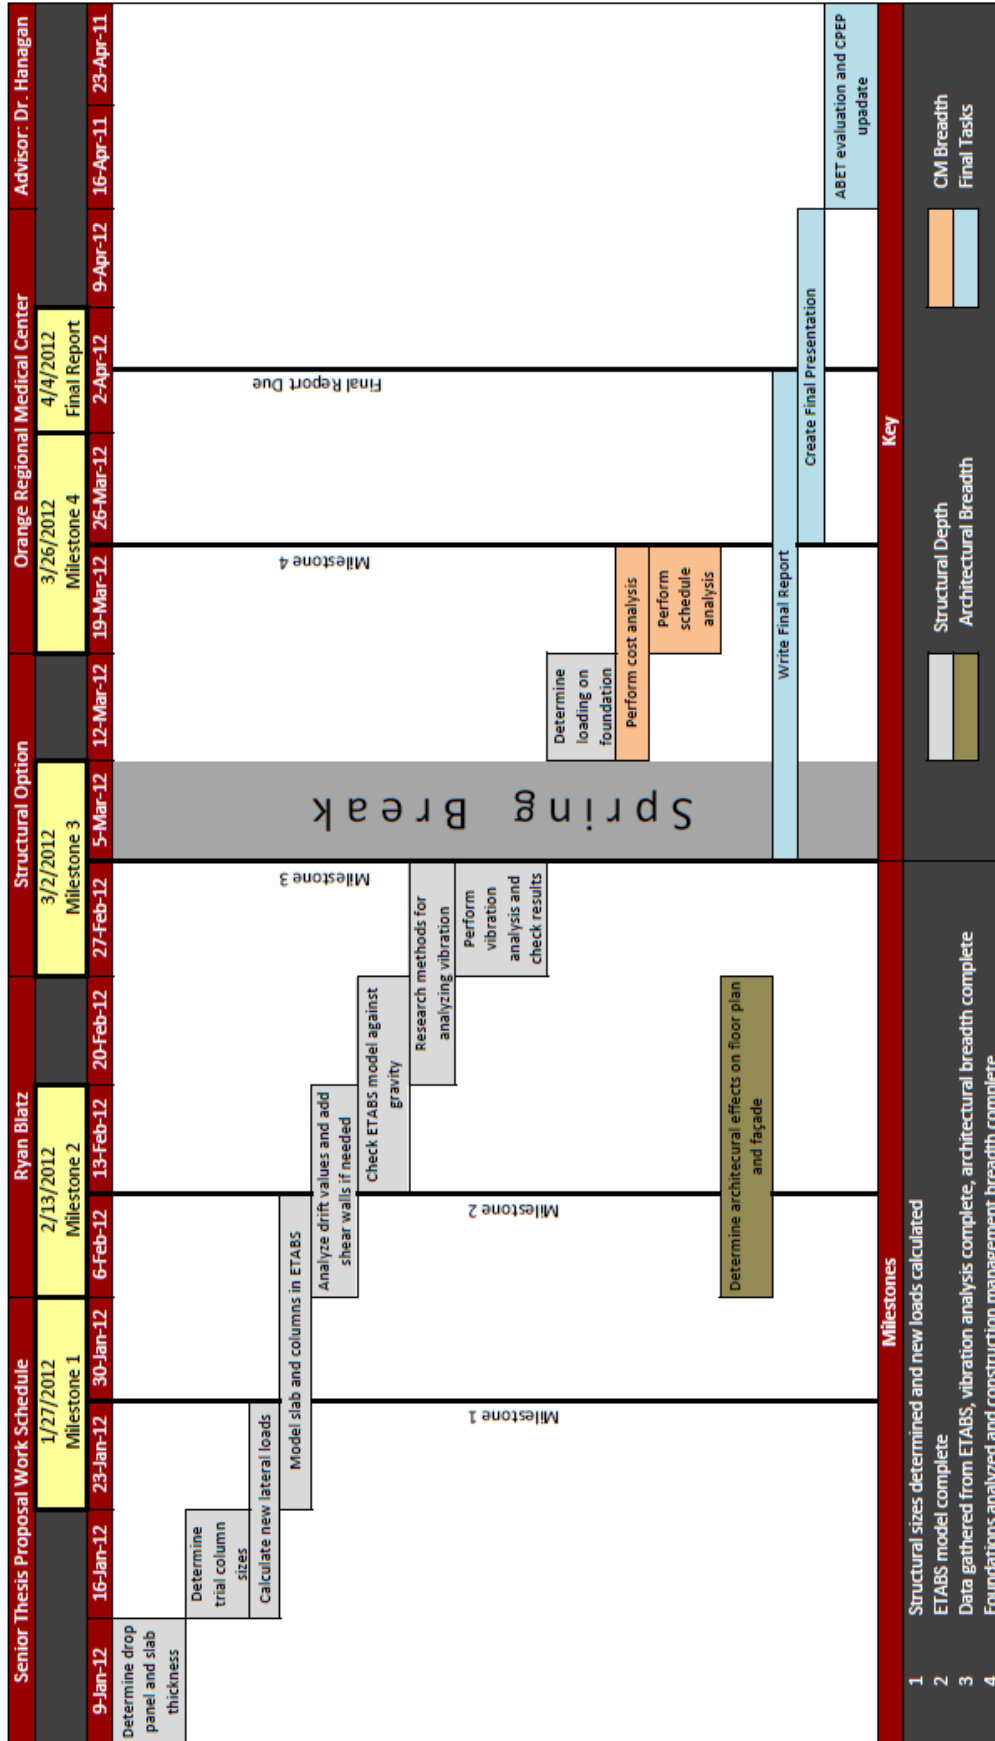 Senior Thesis Proposal Work Schedule
Ryan Blatz
Structural Option
Orange Regional Medical Center
Advisor: Dr. Hanagan
1/27/2012
Milestone 1
2/13/2012
Milestone 2
3/2/2012
Milestone 3
3/26/2012
Milestone 4
4/4/2012
Final Report
9-Jan-12
16-Jan-12
23-Jan-12
30-Jan-12
6-Feb-12
13-Feb-12
20-Feb-12
27-Feb-12
5-Mar-12
12-Mar-12
19-Mar-12
26-Mar-12
2-Apr-12
9-Apr-12
16-Apr-11
23-Apr-11
Determine drop
panel and slab
thickness
Determine
trial column
sizes
Calculate new lateral loads
Model slab and columns in ETABS
Analyze drift values and add
shear walls if needed
Check ETABS model against
gravity
Research methods for
analyzing vibration
Perform
vibration
analysis and
check results
Determine
loading on
foundation
Perform cost analysis
Perform
schedule
analysis
Determine architecural effects on floor plan
and façade
Write Final Report
Create Final Presentation
ABET evaluation and CPEP
upadate
Milestone 1
Milestone 2
Milestone 3
Spring Break
Milestone 4
Final Report Due
Milestones
1 Structural sizes determined and new loads calculated
2 ETABS model complete
3 Data gathered from ETABS, vibration analysis complete, architectural breadth complete
4 Foundations analyzed and construction management breadth complete
Key
Structural Depth
Architectural Breadth
CM Breadth
Final Tasks